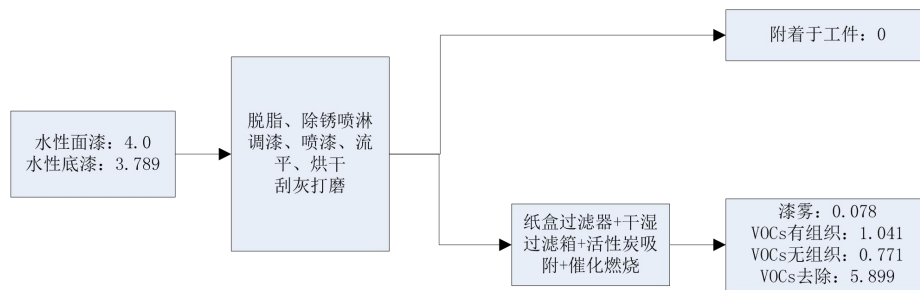 附着于工件：0
水性面漆：4.0
水性底漆：3.789
脱脂、除锈喷淋
调漆、喷漆、流
平、烘干
刮灰打磨
纸盒过滤器+干湿
过滤箱+活性炭吸
附+催化燃烧
漆雾：0.078
VOCs有组织：1.041
VOCs无组织：0.771
VOCs去除：5.899